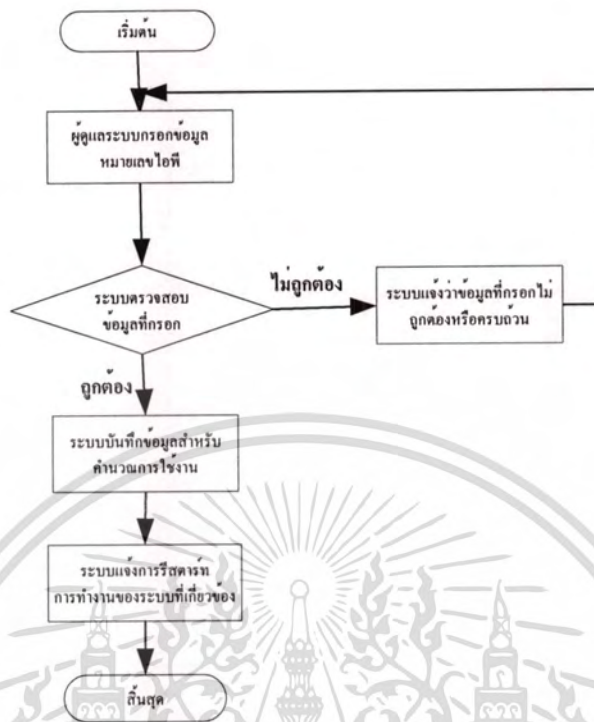 เริ่มต้น
ผู้ดูแลระบบกรอกข้อมูล
หมายเลขไอพี
ระบบตรวจสอบ
ข้อมูลที่กรอก
ไม่ถูกต้อง
ระบบแจ้งว่าข้อมูลที่กรอกไม่
ถูกต้องหรือครบถ้วน
ถูกต้อง
ระบบบันทึกข้อมูลสำหรับ
คำนวณการใช้งาน
ระบบแจ้งการรีสตาร์ท
การทำงานของระบบที่เกี่ยวข้อง
สิ้นสุด